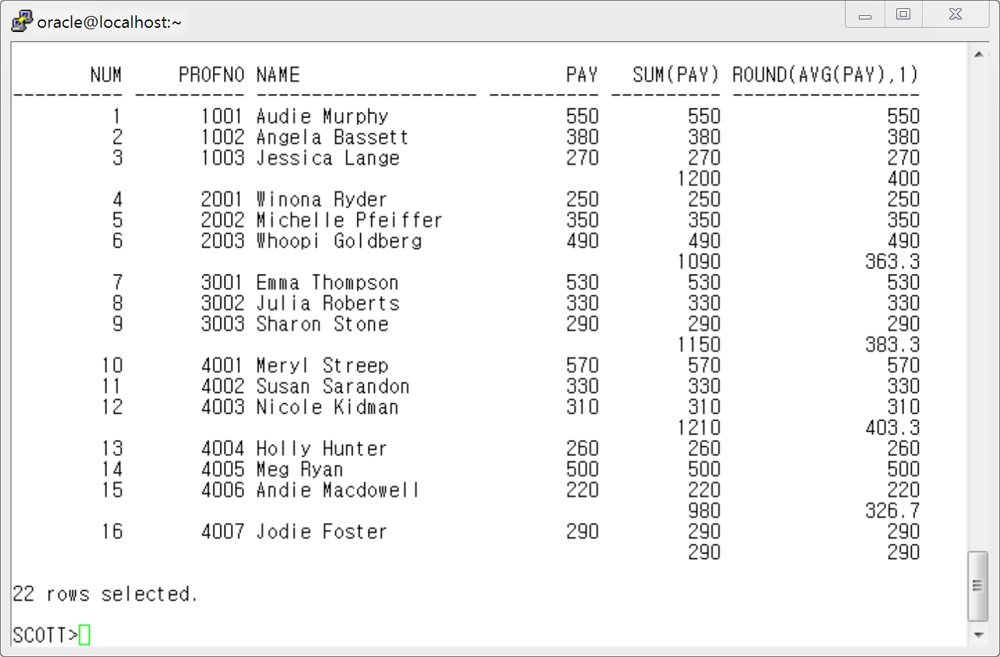 oracle@localhost:~
NUM PROFNO NAME PAY SUM(PAY) ROUND(AVG(PAY),1)
---------- ---------- -------------------- ---------- ---------- -----------------
1 1001 Audie Murphy 550 550 550
2 1002 Angela Bassett 380 380 380
3 1003 Jessica Lange 270 270 270
1200 400
4 2001 Winona Ryder 250 250 250
5 2002 Michelle Pfeiffer 350 350 350
6 2003 Whoopi Goldberg 490 490 490
1090 363.3
7 3001 Emma Thompson 530 530 530
8 3002 Julia Roberts 330 330 330
9 3003 Sharon Stone 290 290 290
1150 383.3
10 4001 Meryl Streep 570 570 570
11 4002 Susan Sarandon 330 330 330
12 4003 Nicole Kidman 310 310 310
1210 403.3
13 4004 Holly Hunter 260 260 260
14 4005 Meg Ryan 500 500 500
15 4006 Andie Macdowell 220 220 220
980 326.7
16 4007 Jodie Foster 290 290 290
290 290
22 rows selected.
SCOTT>